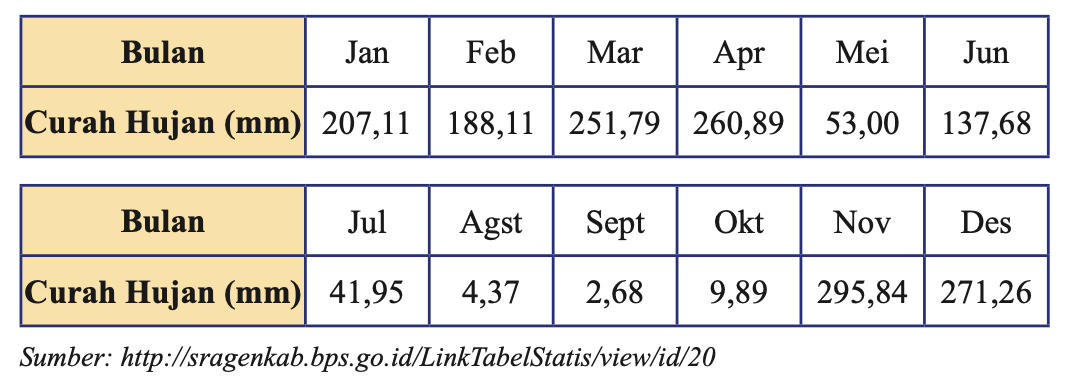 Bulan Jan Feb Mar Apr Mei Jun
Curah Hujan (mm) 207,11 188,11 251,79 260,89 53,00 137,68
Bulan Jul Agst Sept Okt Nov Des
Curah Hujan (mm) 41,95 4,37 2,68 9,89 295,84 271,26
Sumber: http://sragenkab.bps.go.id/LinkTabelStatis/view/id/20